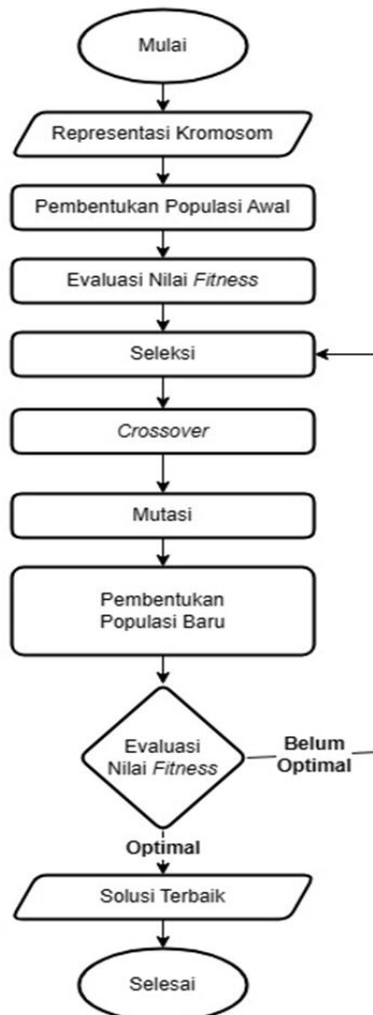 Mulai
Representasi Kromosom
Pembentukan Populasi Awal
Evaluasi Nilai Fitness
Seleksi
Crossover
Mutasi
Pembentukan
Populasi Baru
Evaluasi
Nilai Fitness
Belum
Optimal
Optimal
Solusi Terbaik
Selesai